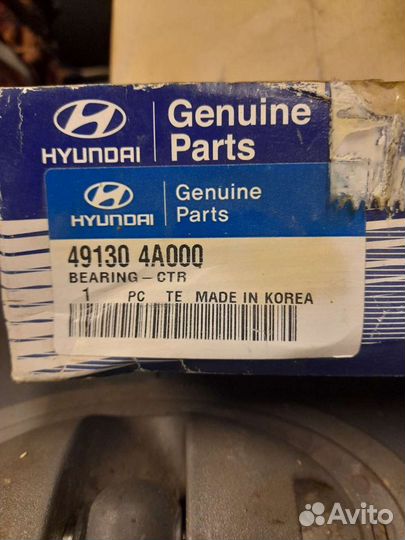 HYUNDAI
Genuine
Parts
HYUNDAI
Genuine
Parts
49130 4A000
BEARING-CTR
1 PC TE MADE IN KOREA
Avito